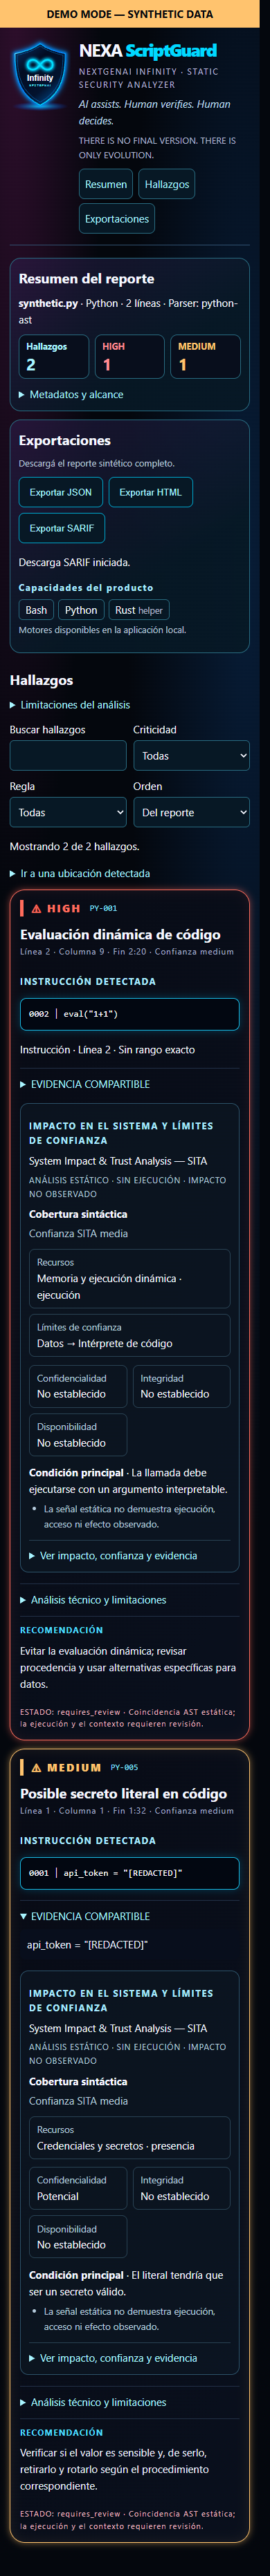 DEMO MODE — SYNTHETIC DATA
Infinity
NEXA ScriptGuard
NEXTGENAI INFINITY · STATIC
SECURITY ANALYZER
AI assists. Human verifies. Human
decides.
THERE IS NO FINAL VERSION. THERE IS
ONLY EVOLUTION.
Resumen
Hallazgos
Exportaciones
Resumen del reporte
synthetic.py · Python · 2 líneas · Parser: python-
ast
Hallazgos
2
HIGH
1
MEDIUM
1
▶ Metadatos y alcance
Exportaciones
Descargá el reporte sintético completo.
Exportar JSON
Exportar HTML
Exportar SARIF
Descarga SARIF iniciada.
Capacidades del producto
Bash
Python
Rust helper
Motores disponibles en la aplicación local.
Hallazgos
▶ Limitaciones del análisis
Buscar hallazgos
Criticidad
Todas
Regla
Orden
Todas
Del reporte
Mostrando 2 de 2 hallazgos.
▶ Ir a una ubicación detectada
⚠ HIGH PY-001
Evaluación dinámica de código
Línea 2 · Columna 9 · Fin 2:20 · Confianza medium
INSTRUCCIÓN DETECTADA
0002 | eval("1+1")
Instrucción · Línea 2 · Sin rango exacto
▶ EVIDENCIA COMPARTIBLE
IMPACTO EN EL SISTEMA Y LÍMITES
DE CONFIANZA
System Impact & Trust Analysis — SITA
ANÁLISIS ESTÁTICO · SIN EJECUCIÓN · IMPACTO
NO OBSERVADO
Cobertura sintáctica
Confianza SITA media
Recursos
Memoria y ejecución dinámica ·
ejecución
Límites de confianza
Datos → Intérprete de código
Confidencialidad
No establecido
Integridad
No establecido
Disponibilidad
No establecido
Condición principal · La llamada debe
ejecutarse con un argumento interpretable.
• La señal estática no demuestra ejecución,
acceso ni efecto observado.
▶ Ver impacto, confianza y evidencia
▶ Análisis técnico y limitaciones
RECOMENDACIÓN
Evitar la evaluación dinámica; revisar
procedencia y usar alternativas específicas para
datos.
ESTADO: requires_review · Coincidencia AST estática;
la ejecución y el contexto requieren revisión.
⚠ MEDIUM PY-005
Posible secreto literal en código
Línea 1 · Columna 1 · Fin 1:32 · Confianza medium
INSTRUCCIÓN DETECTADA
0001 | api_token = "[REDACTED]"
▼ EVIDENCIA COMPARTIBLE
api_token = "[REDACTED]"
IMPACTO EN EL SISTEMA Y LÍMITES
DE CONFIANZA
System Impact & Trust Analysis — SITA
ANÁLISIS ESTÁTICO · SIN EJECUCIÓN · IMPACTO
NO OBSERVADO
Cobertura sintáctica
Confianza SITA media
Recursos
Credenciales y secretos · presencia
Confidencialidad
Potencial
Integridad
No establecido
Disponibilidad
No establecido
Condición principal · El literal tendría que
ser un secreto válido.
• La señal estática no demuestra ejecución,
acceso ni efecto observado.
▶ Ver impacto, confianza y evidencia
▶ Análisis técnico y limitaciones
RECOMENDACIÓN
Verificar si el valor es sensible y, de serlo,
retirarlo y rotarlo según el procedimiento
correspondiente.
ESTADO: requires_review · Coincidencia AST estática;
la ejecución y el contexto requieren revisión.